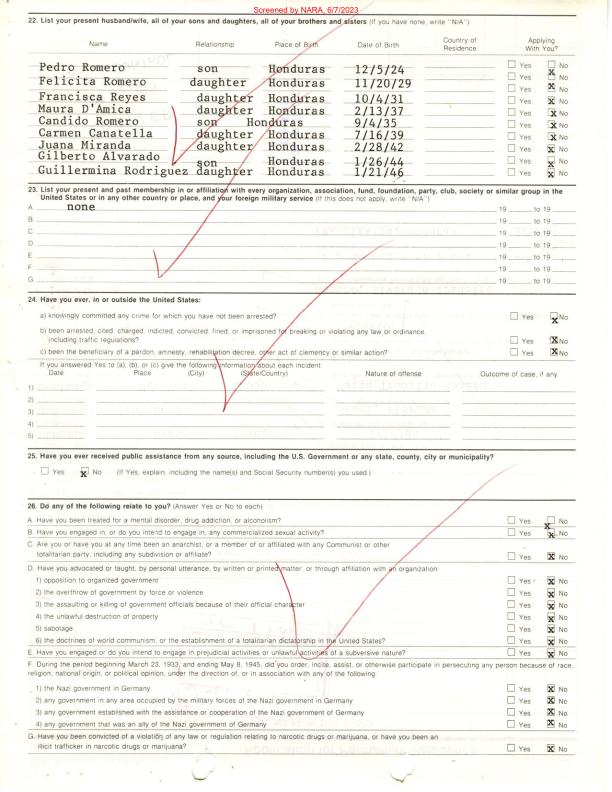 Screened by NARA, 6/7/2023
22. List your present husband/wife, all of your sons and daughters, all of your brothers and sisters (If you have none, write "N/A")
Name Relationship Place of Birth Date of Birth Country of Residence Applying With You?
Pedro Romero son Honduras 12/5/24 Yes X No
Felicita Romero daughter Honduras 11/20/29 Yes X No
Francisca Reyes daughter Honduras 10/4/31 Yes X No
Maura D'Amica daughter Honduras 2/13/37 Yes X No
Candido Romero son Honduras 9/4/35 Yes X No
Carmen Canatella daughter Honduras 7/16/39 Yes X No
Juana Miranda daughter Honduras 2/28/42 Yes X No
Gilberto Alvarado son Honduras 1/26/44 Yes X No
Guillermina Rodriguez daughter Honduras 1/21/46 Yes X No
23. List your present and past membership in or affiliation with every organization, association, fund, foundation, party, club, society or similar group in the
United States or in any other country or place, and your foreign military service (If this does not apply, write "N/A")
A none 19 to 19
B 19 to 19
C 19 to 19
D 19 to 19
E 19 to 19
F 19 to 19
G 19 to 19
24. Have you ever, in or outside the United States:
a) knowingly committed any crime for which you have not been arrested? Yes X No
b) been arrested, cited, charged, indicted, convicted, fined, or imprisoned for breaking or violating any law or ordinance,
including traffic regulations? Yes X No
c) been the beneficiary of a pardon, amnesty, rehabilitation decree, other act of clemency or similar action? Yes X No
If you answered Yes to (a), (b), or (c) give the following information about each incident:
Date Place (City) (State/Country) Nature of offense Outcome of case, if any
1)
2)
3)
4)
5)
25. Have you ever received public assistance from any source, including the U.S. Government or any state, county, city or municipality?
Yes X No (If Yes, explain, including the name(s) and Social Security number(s) you used.)
26. Do any of the following relate to you? (Answer Yes or No to each)
A. Have you been treated for a mental disorder, drug addiction, or alcoholism? Yes X No
B. Have you engaged in, or do you intend to engage in, any commercialized sexual activity? Yes X No
C. Are you or have you at any time been an anarchist, or a member of or affiliated with any Communist or other
totalitarian party, including any subdivision or affiliate? Yes X No
D. Have you advocated or taught, by personal utterance, by written or printed matter, or through affiliation with an organization
1) opposition to organized government Yes X No
2) the overthrow of government by force or violence Yes X No
3) the assaulting or killing of government officials because of their official character Yes X No
4) the unlawful destruction of property Yes X No
5) sabotage Yes X No
6) the doctrines of world communism, or the establishment of a totalitarian dictatorship in the United States? Yes X No
E. Have you engaged or do you intend to engage in prejudicial activities or unlawful activities of a subversive nature? Yes X No
F. During the period beginning March 23, 1933, and ending May 8, 1945, did you order, incite, assist, or otherwise participate in persecuting any person because of race,
religion, national origin, or political opinion, under the direction of, or in association with any of the following:
1) the Nazi government in Germany Yes X No
2) any government in any area occupied by the military forces of the Nazi government in Germany Yes X No
3) any government established with the assistance or cooperation of the Nazi government of Germany Yes X No
4) any government that was an ally of the Nazi government of Germany Yes X No
G. Have you been convicted of a violation of any law or regulation relating to narcotic drugs or marijuana, or have you been an
illicit trafficker in narcotic drugs or marijuana? Yes X No